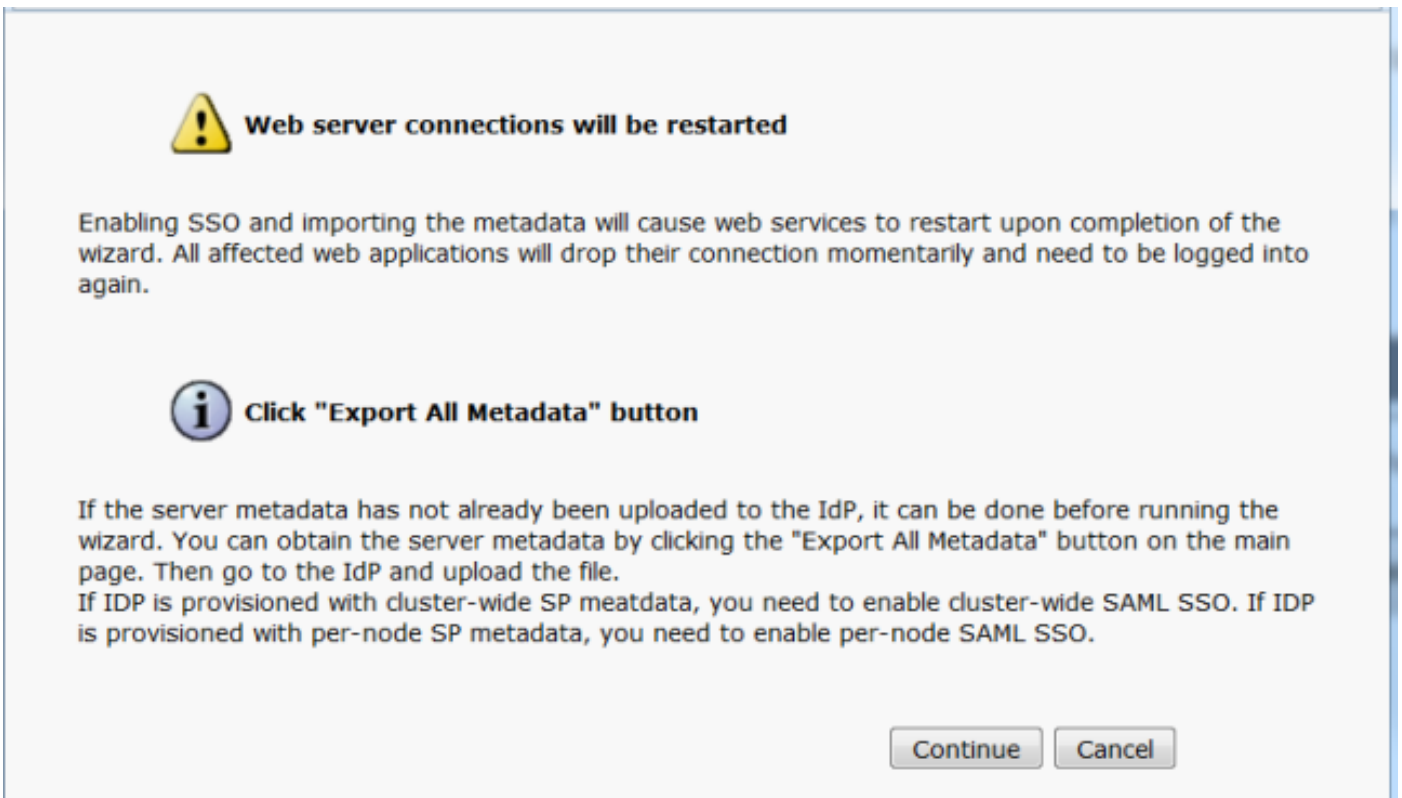 Web server connections will be restarted
Enabling SSO and importing the metadata will cause web services to restart upon completion of the
wizard. All affected web applications will drop their connection momentarily and need to be logged into
again.
Click "Export All Metadata" button
If the server metadata has not already been uploaded to the IdP, it can be done before running the
wizard. You can obtain the server metadata by clicking the "Export All Metadata" button on the main
page. Then go to the IdP and upload the file.
If IDP is provisioned with cluster-wide SP meatdata, you need to enable cluster-wide SAML SSO. If IDP
is provisioned with per-node SP metadata, you need to enable per-node SAML SSO.
Continue Cancel